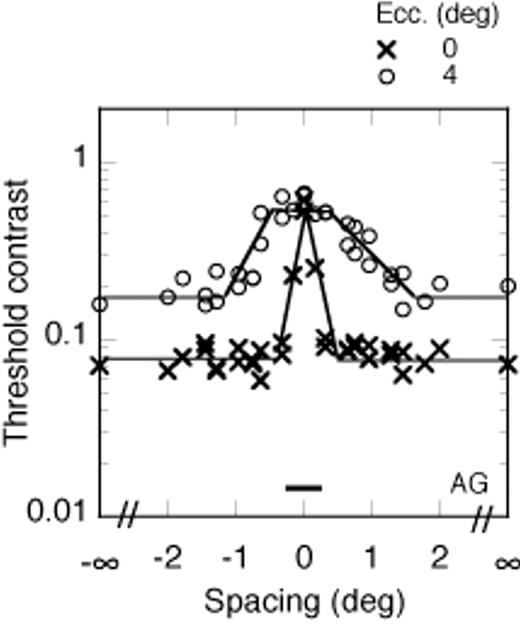 Ecc. (deg)
× 0
○ 4
Threshold contrast
1
0.1
0.01
AG
-∞ -2 -1 0 1 2 ∞
Spacing (deg)